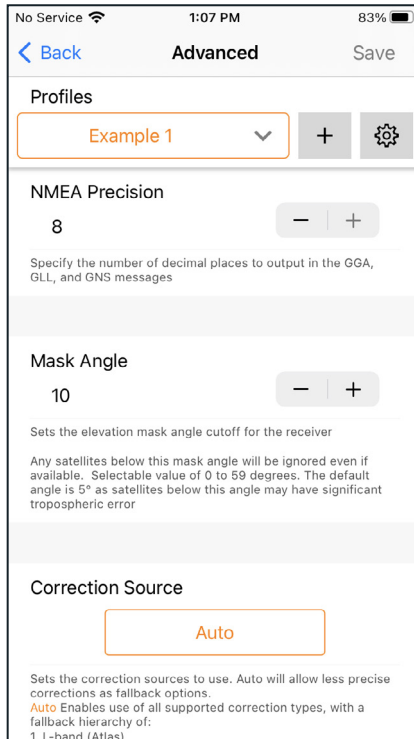 No Service 1:07 PM 83%
Back Advanced Save
Profiles
Example 1 +
NMEA Precision
8 − +
Specify the number of decimal places to output in the GGA,
GLL, and GNS messages
Mask Angle
10 − +
Sets the elevation mask angle cutoff for the receiver
Any satellites below this mask angle will be ignored even if
available.  Selectable value of 0 to 59 degrees. The default
angle is 5° as satellites below this angle may have significant
tropospheric error
Correction Source
Auto
Sets the correction sources to use. Auto will allow less precise
corrections as fallback options.
Auto Enables use of all supported correction types, with a
fallback hierarchy of:
1. L-band (Atlas)